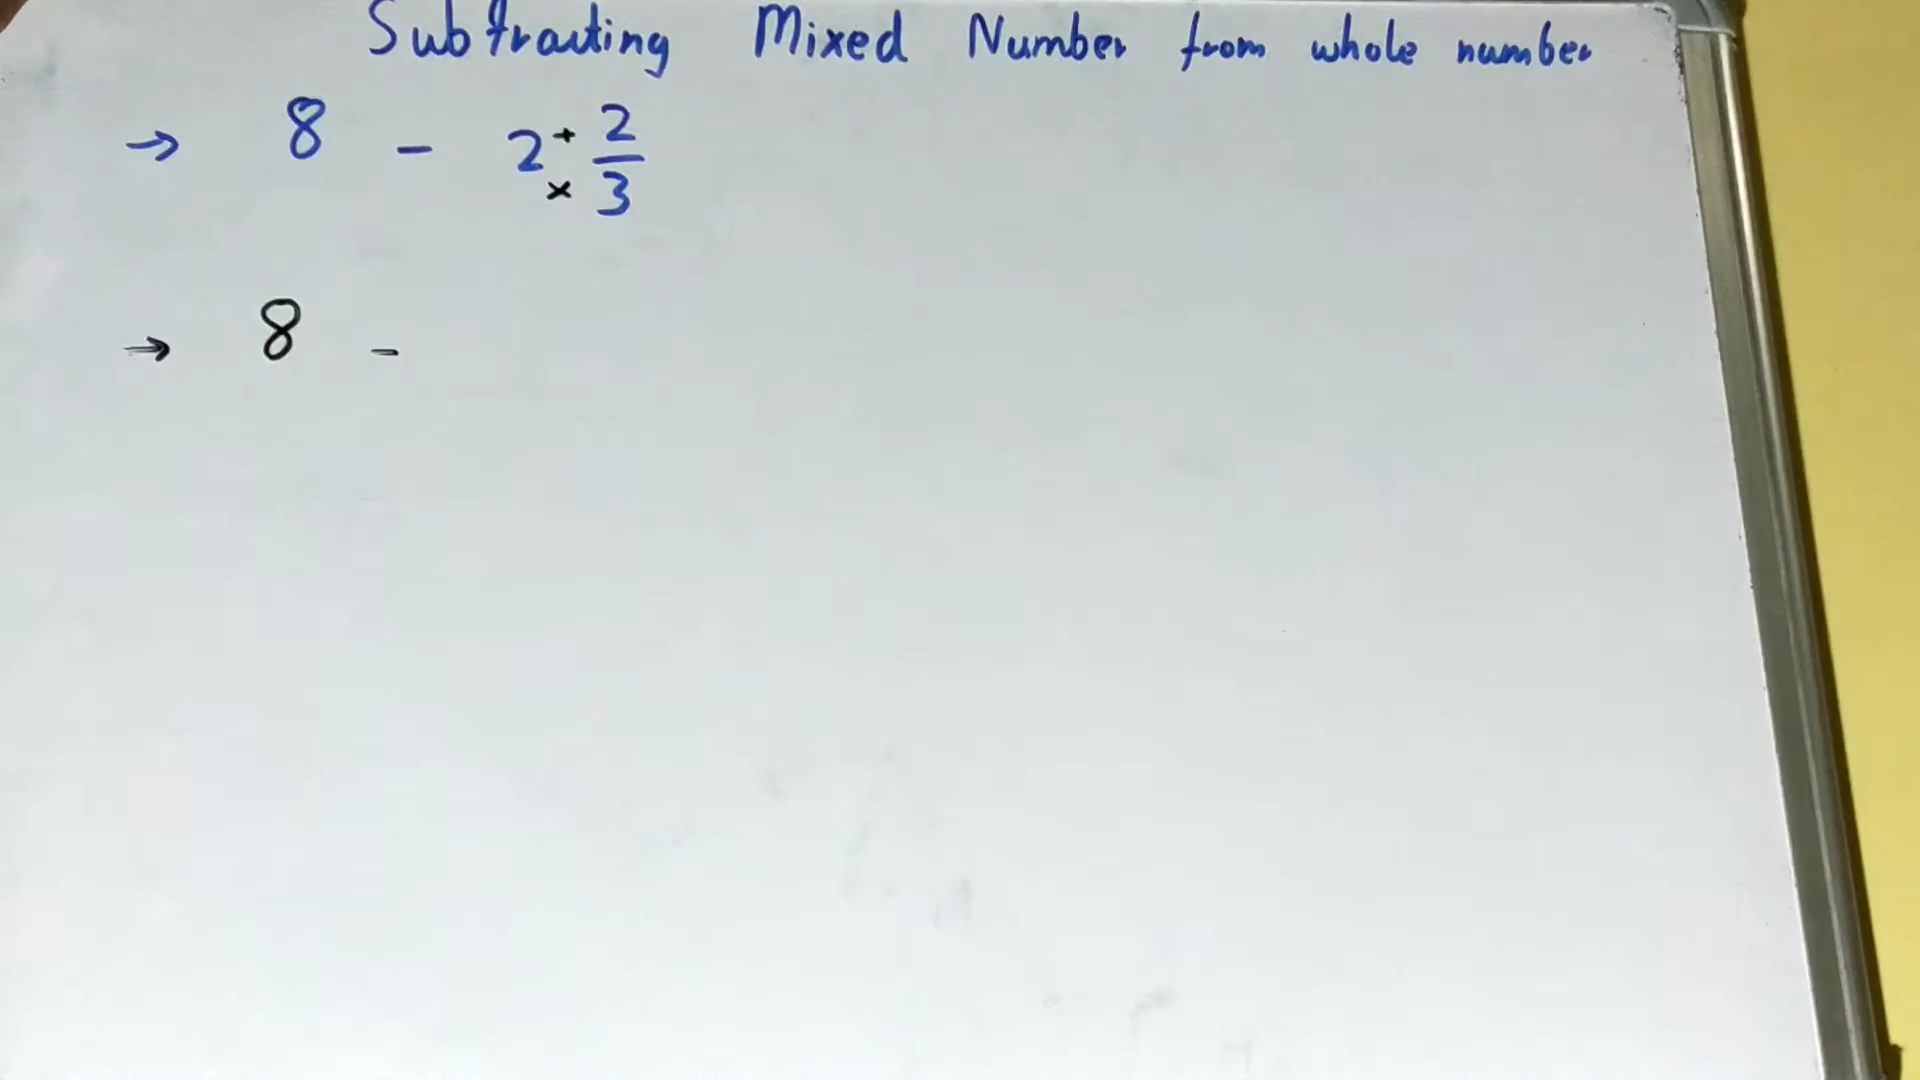 Subtracting Mixed Number from whole number
→ 8 - 2 + × 2/3
→ 8 -